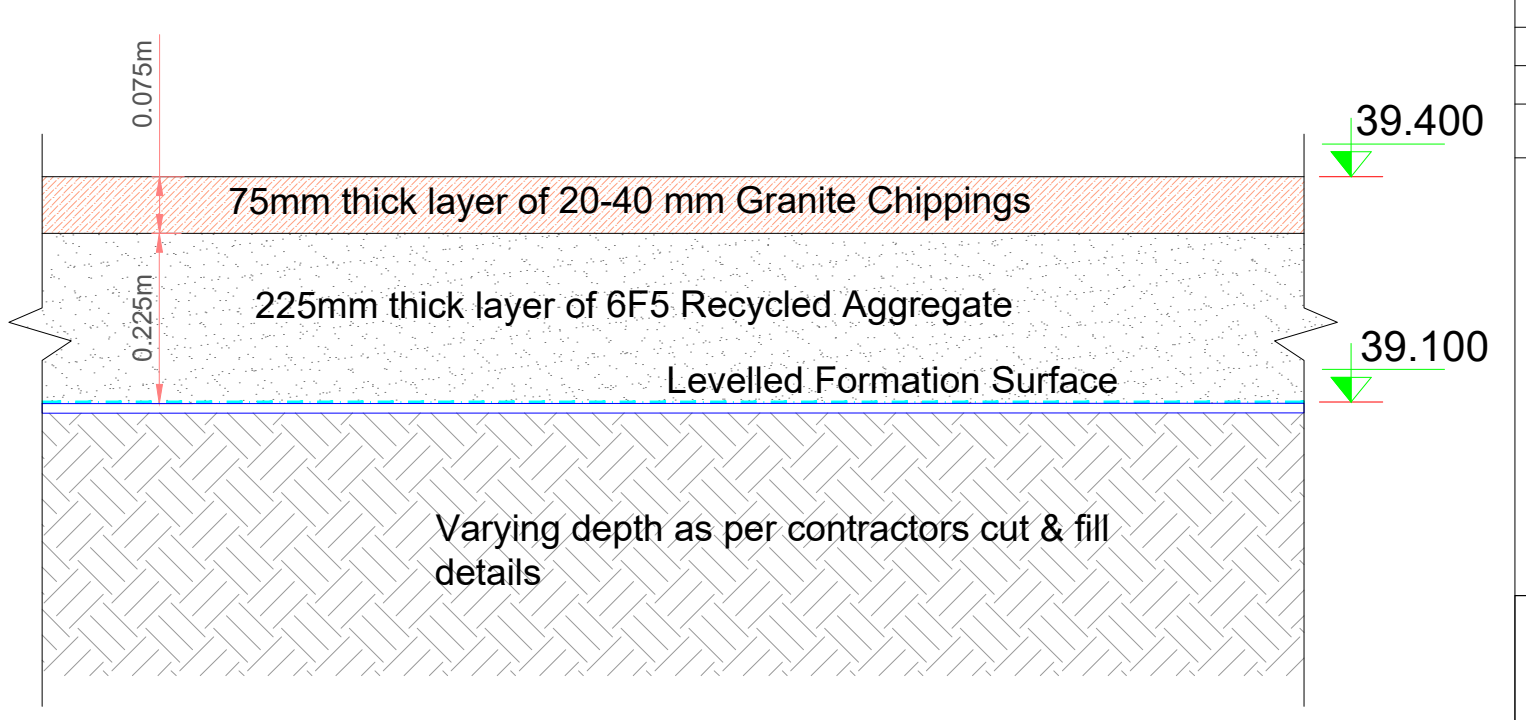 0.075m
39.400
75mm thick layer of 20-40 mm Granite Chippings
0.225m
225mm thick layer of 6F5 Recycled Aggregate
39.100
Levelled Formation Surface
Varying depth as per contractors cut & fill
details